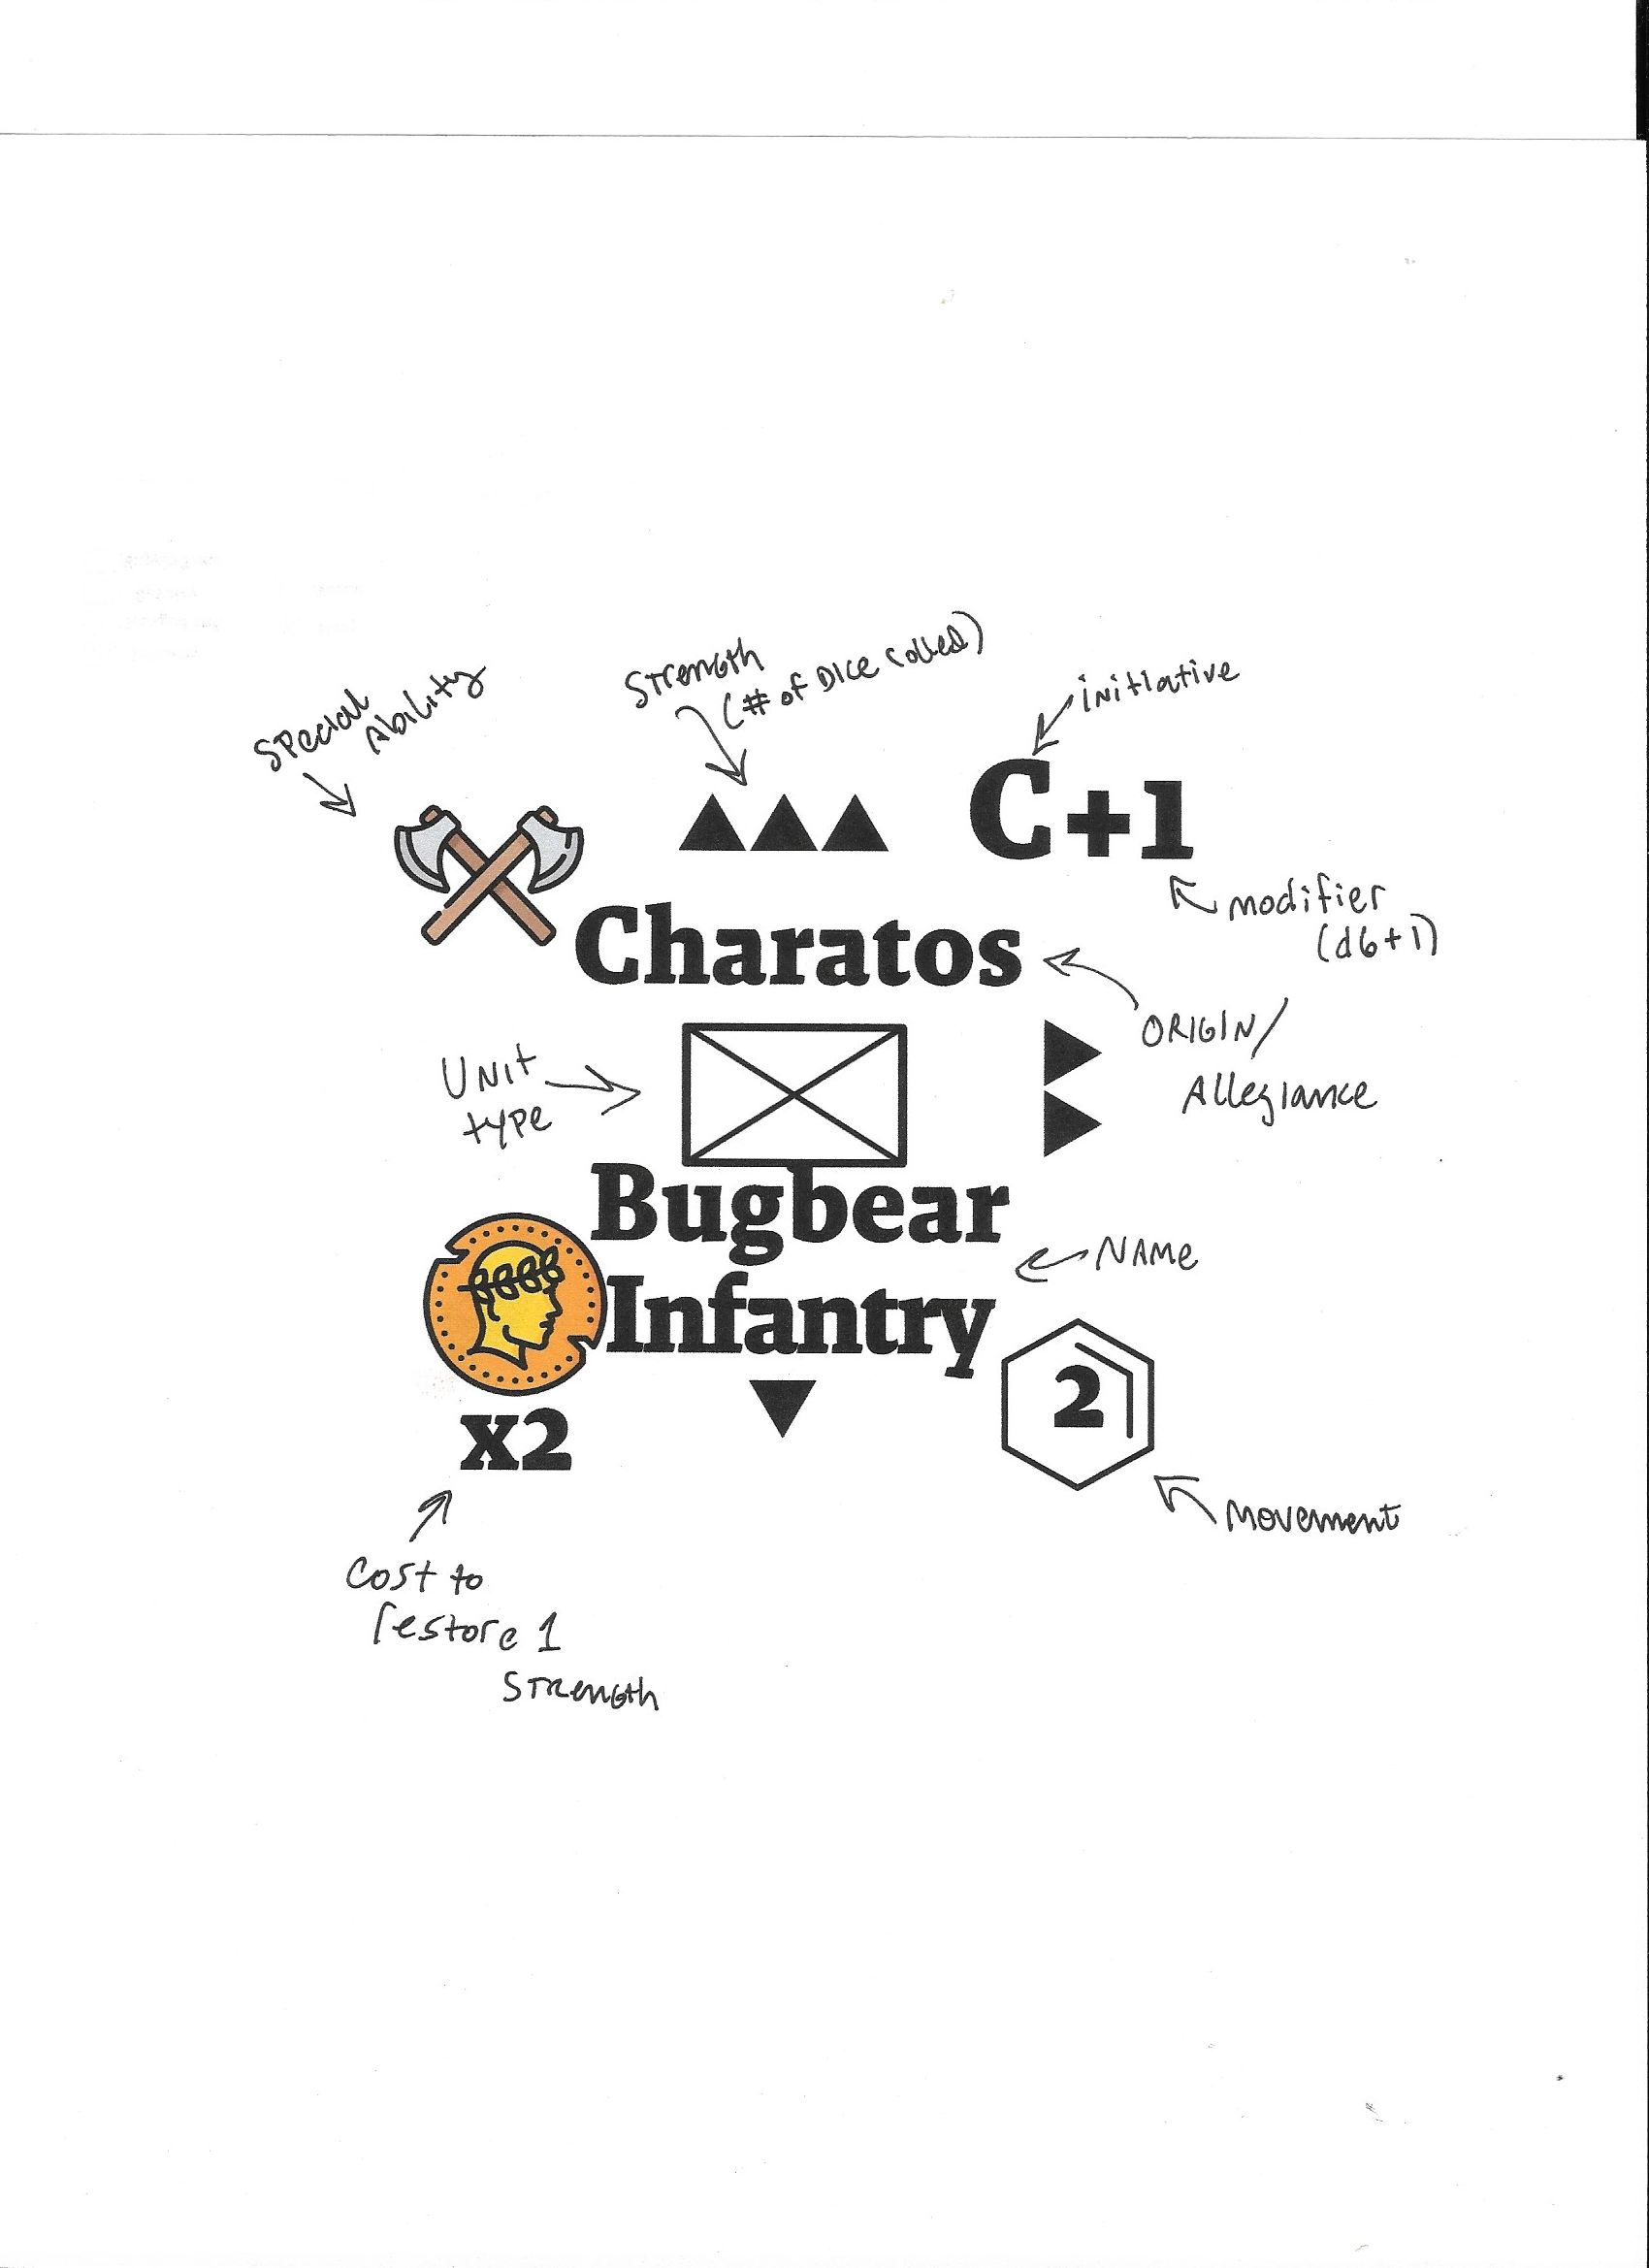 Special
Ability
Strength
(# of Dice rolled)
initiative
C+1
modifier
(d6+1)
Charatos
ORIGIN/
Allegiance
UNit
type
Bugbear
Infantry
NAMe
2
x2
Movement
Cost to
restore 1
STRength